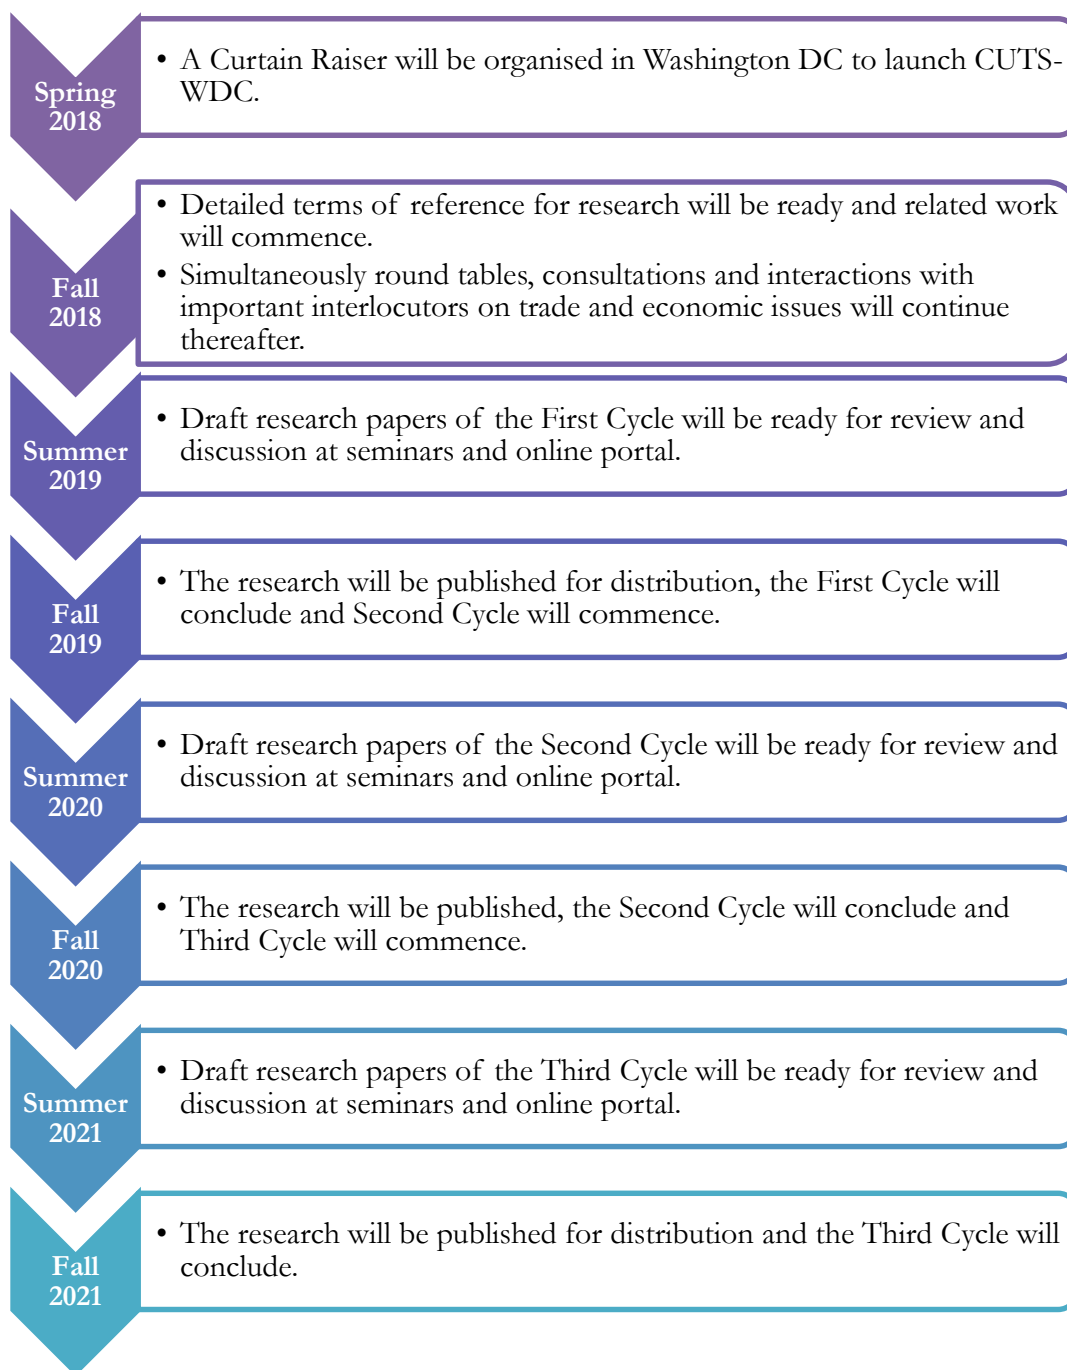 Spring
2018
• A Curtain Raiser will be organised in Washington DC to launch CUTS-
WDC.
Fall
2018
• Detailed terms of reference for research will be ready and related work
will commence.
• Simultaneously round tables, consultations and interactions with
important interlocutors on trade and economic issues will continue
thereafter.
Summer
2019
• Draft research papers of the First Cycle will be ready for review and
discussion at seminars and online portal.
Fall
2019
• The research will be published for distribution, the First Cycle will
conclude and Second Cycle will commence.
Summer
2020
• Draft research papers of the Second Cycle will be ready for review and
discussion at seminars and online portal.
Fall
2020
• The research will be published, the Second Cycle will conclude and
Third Cycle will commence.
Summer
2021
• Draft research papers of the Third Cycle will be ready for review and
discussion at seminars and online portal.
Fall
2021
• The research will be published for distribution and the Third Cycle will
conclude.